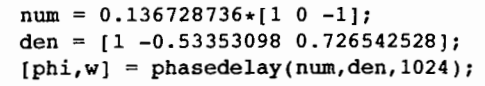 num = 0.136728736*[1 0 -1];
den = [1 -0.53353098 0.726542528];
[phi,w] = phasedelay(num,den,1024);